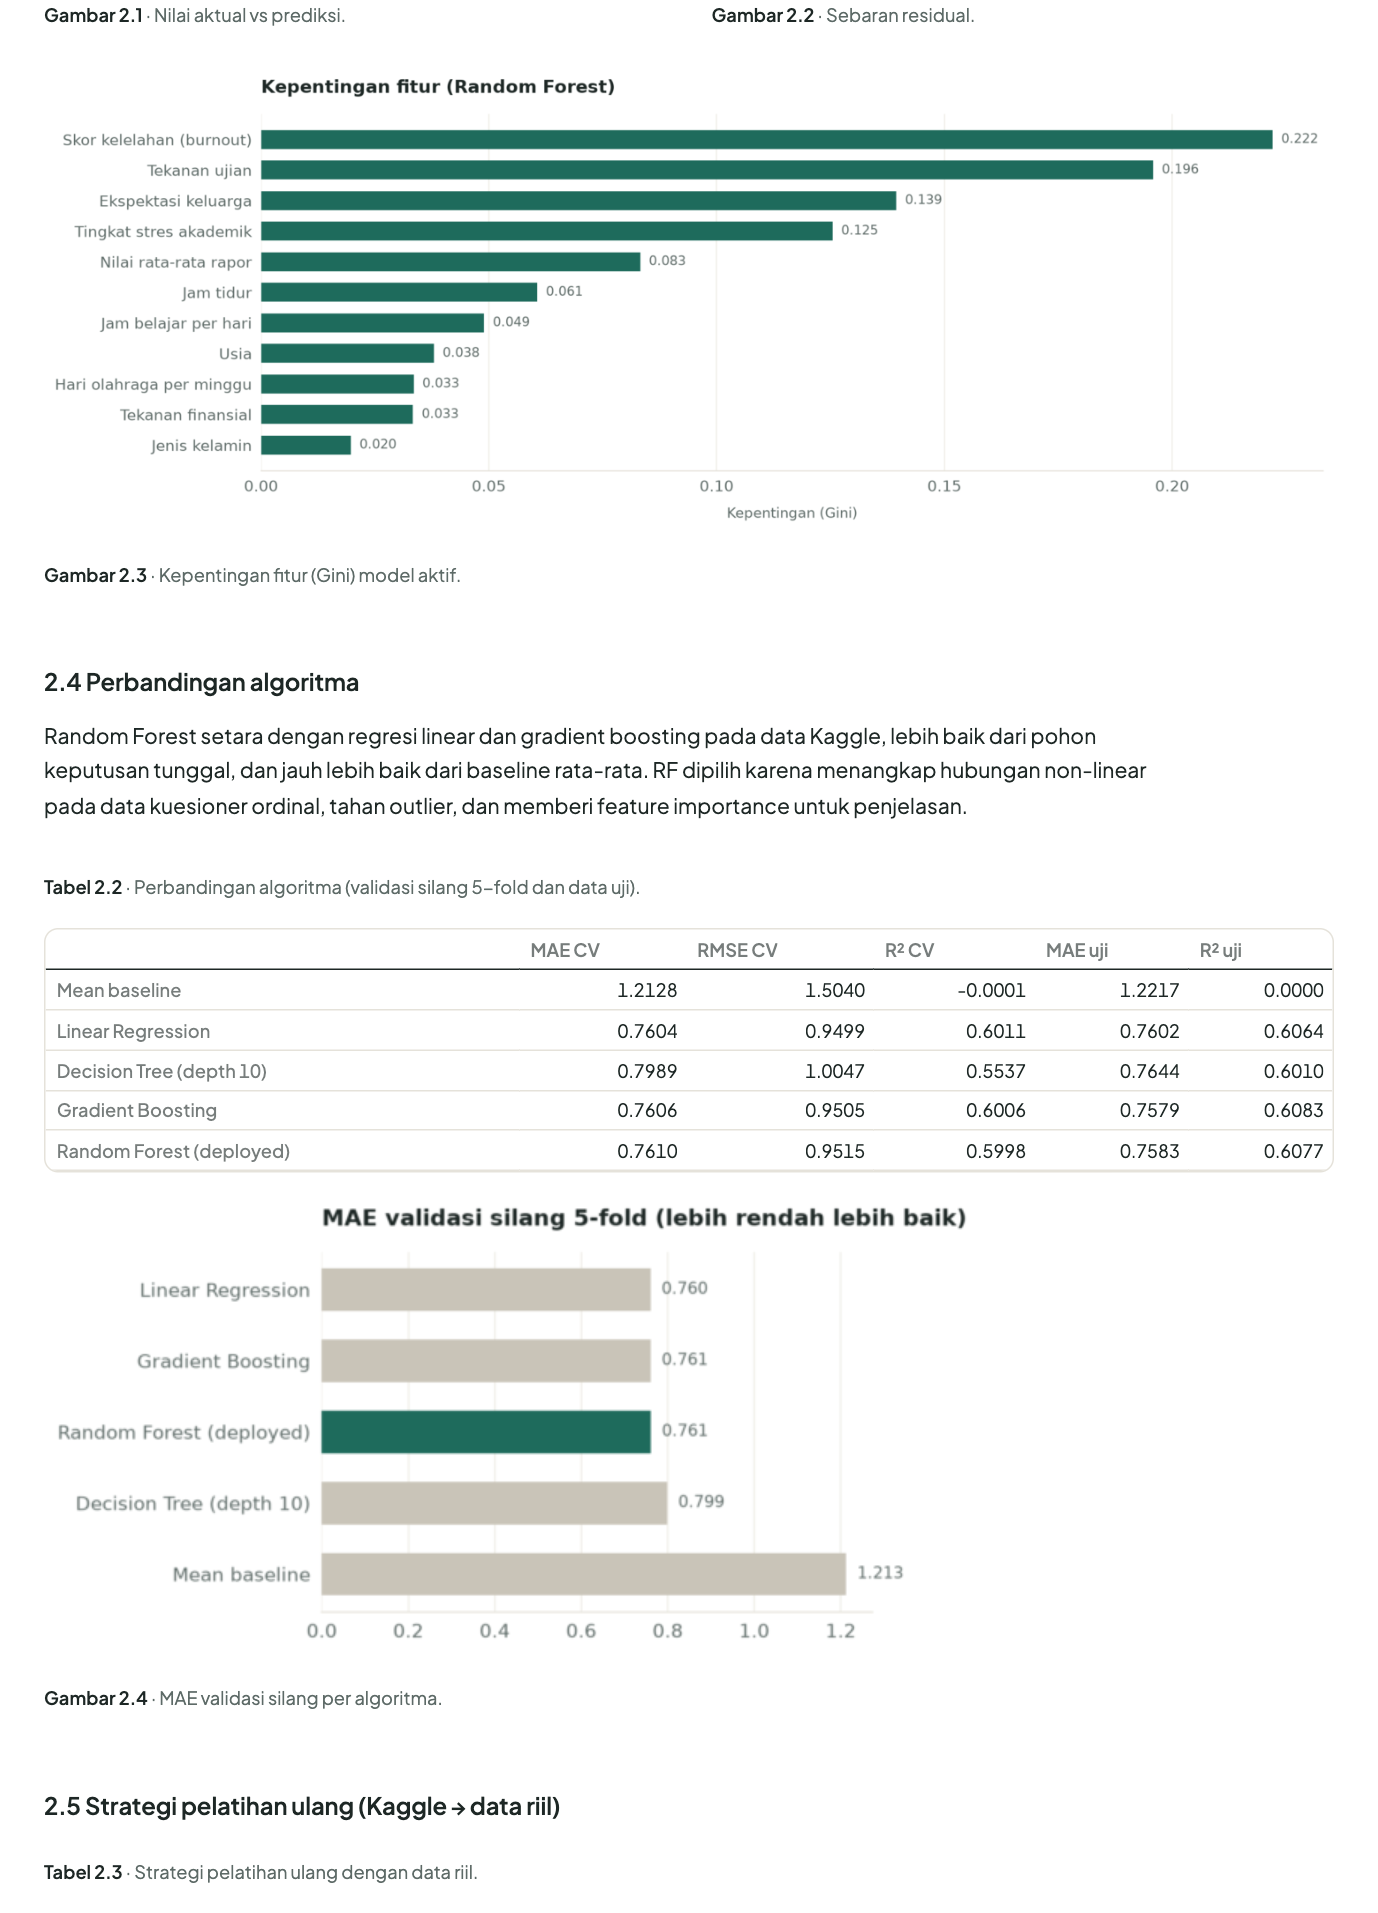 Gambar 2.1 · Nilai aktual vs prediksi.
Gambar 2.2 · Sebaran residual.
Kepentingan fitur (Random Forest)
Skor kelelahan (burnout) 0.222
Tekanan ujian 0.196
Ekspektasi keluarga 0.139
Tingkat stres akademik 0.125
Nilai rata-rata rapor 0.083
Jam tidur 0.061
Jam belajar per hari 0.049
Usia 0.038
Hari olahraga per minggu 0.033
Tekanan finansial 0.033
Jenis kelamin 0.020
0.00 0.05 0.10 0.15 0.20
Kepentingan (Gini)
Gambar 2.3 · Kepentingan fitur (Gini) model aktif.
2.4 Perbandingan algoritma
Random Forest setara dengan regresi linear dan gradient boosting pada data Kaggle, lebih baik dari pohon
keputusan tunggal, dan jauh lebih baik dari baseline rata-rata. RF dipilih karena menangkap hubungan non-linear
pada data kuesioner ordinal, tahan outlier, dan memberi feature importance untuk penjelasan.
Tabel 2.2 · Perbandingan algoritma (validasi silang 5-fold dan data uji).
MAE CV RMSE CV R² CV MAE uji R² uji
Mean baseline 1.2128 1.5040 -0.0001 1.2217 0.0000
Linear Regression 0.7604 0.9499 0.6011 0.7602 0.6064
Decision Tree (depth 10) 0.7989 1.0047 0.5537 0.7644 0.6010
Gradient Boosting 0.7606 0.9505 0.6006 0.7579 0.6083
Random Forest (deployed) 0.7610 0.9515 0.5998 0.7583 0.6077
MAE validasi silang 5-fold (lebih rendah lebih baik)
Linear Regression 0.760
Gradient Boosting 0.761
Random Forest (deployed) 0.761
Decision Tree (depth 10) 0.799
Mean baseline 1.213
0.0 0.2 0.4 0.6 0.8 1.0 1.2
Gambar 2.4 · MAE validasi silang per algoritma.
2.5 Strategi pelatihan ulang (Kaggle → data riil)
Tabel 2.3 · Strategi pelatihan ulang dengan data riil.